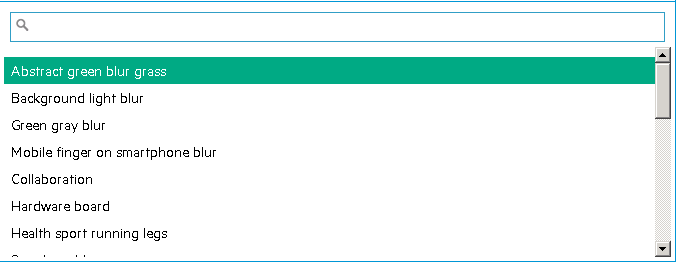 Abstract green blur grass
Background light blur
Green gray blur
Mobile finger on smartphone blur
Collaboration
Hardware board
Health sport running legs